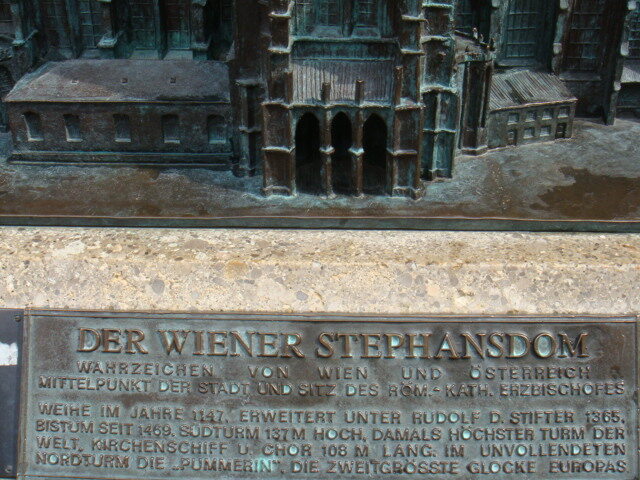 DER WIENER STEPHANSDOM
WAHRZEICHEN VON WIEN UND ÖSTERREICH
MITTELPUNKT DER STADT UND SITZ DES RÖM.-KATH. ERZBISCHOFES
WEIHE IM JAHRE 1147, ERWEITERT UNTER RUDOLF D. STIFTER 1365,
BISTUM SEIT 1469. SÜDTURM 137 M HOCH, DAMALS HÖCHSTER TURM DER
WELT, KIRCHENSCHIFF U. CHOR 108 M LANG. IM UNVOLLENDETEN
NORDTURM DIE „PUMMERIN", DIE ZWEITGRÖSSTE GLOCKE EUROPAS